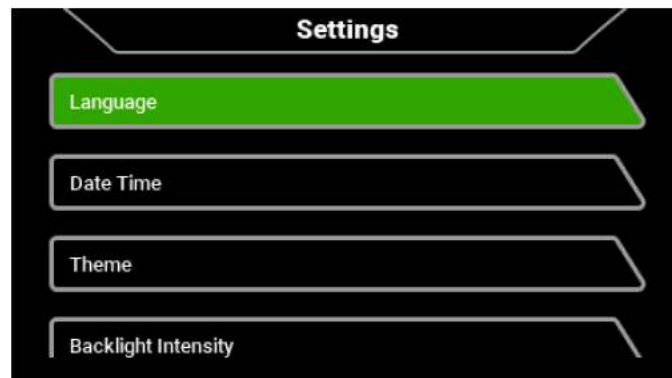 Settings
Language
Date Time
Theme
Backlight Intensity